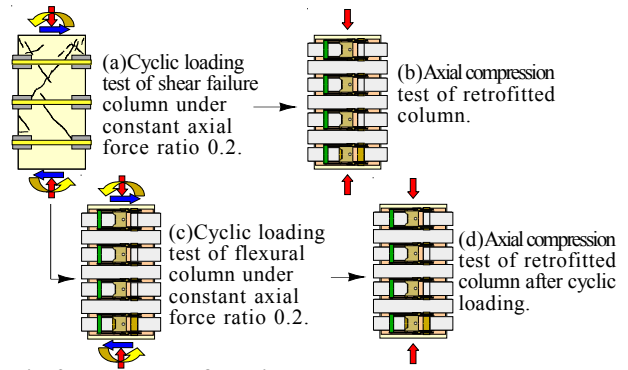 (a)Cyclic loading
test of shear failure
column under
constant axial
force ratio 0.2.
(b)Axial compression
test of retrofitted
column.
(c)Cyclic loading
test of flexural
column under
constant axial
force ratio 0.2.
(d)Axial compression
test of retrofitted
column after cyclic
loading.